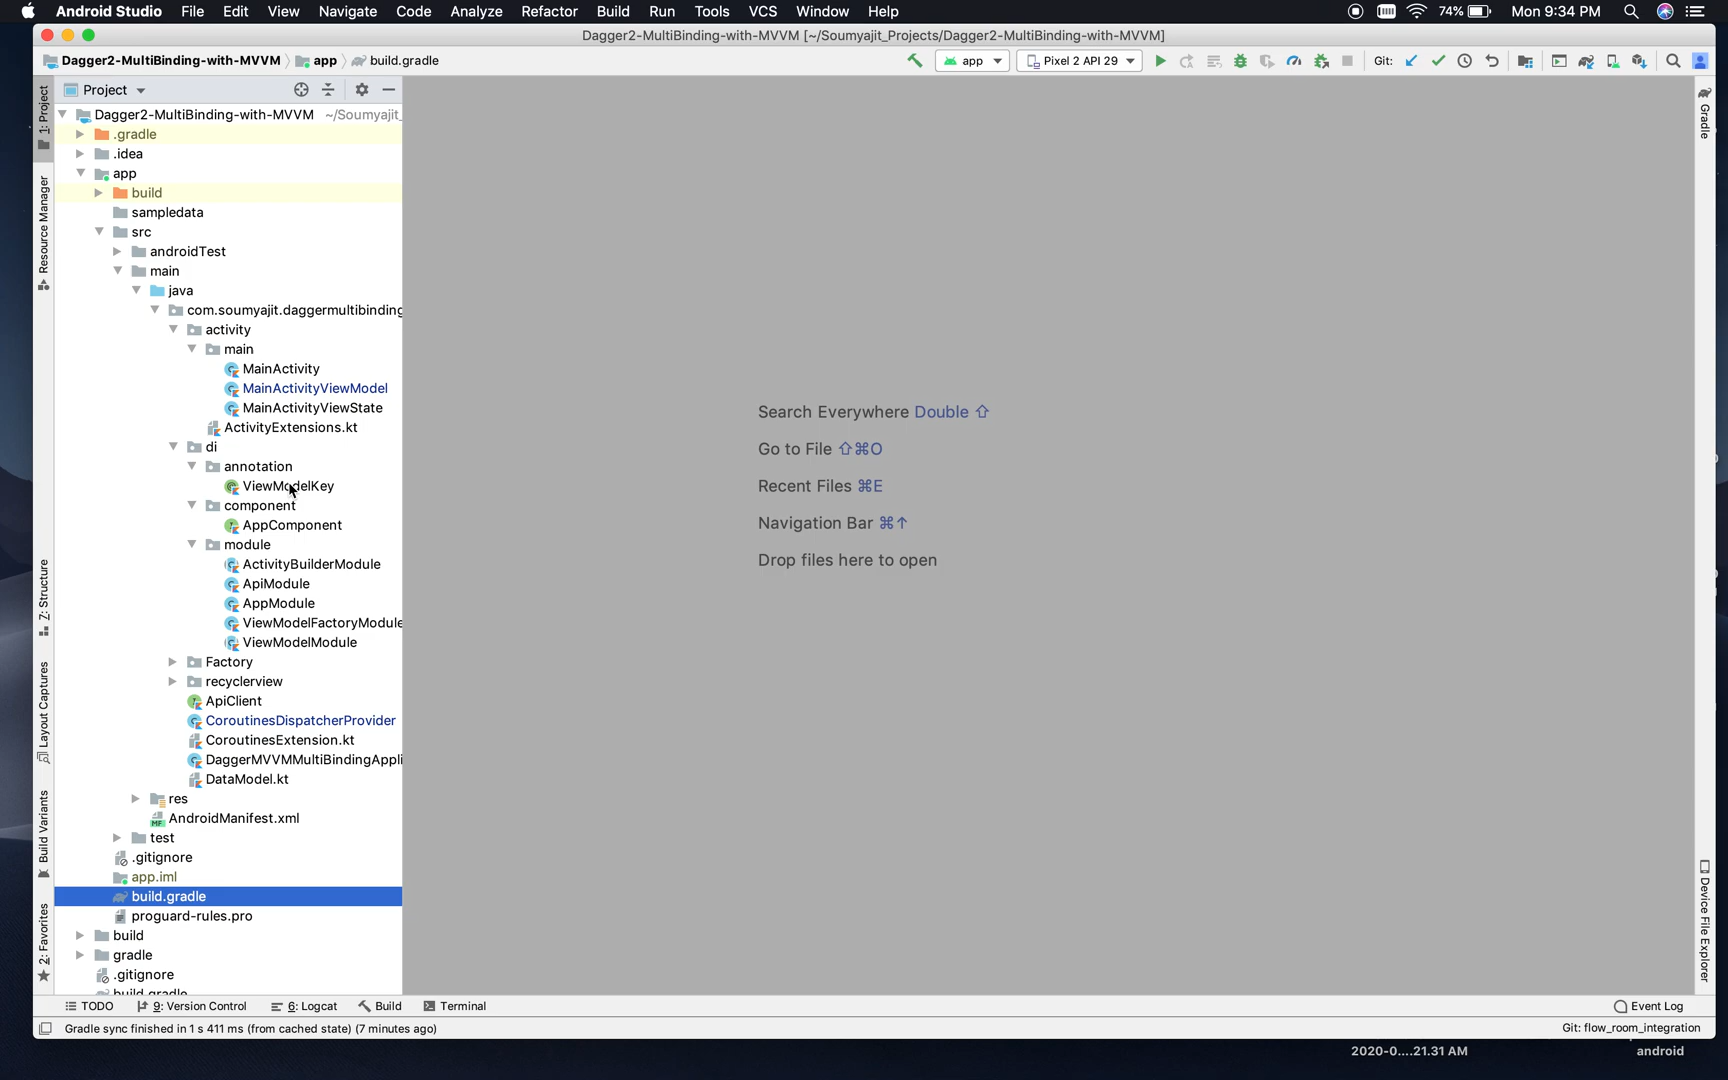 Android Studio File Edit View Navigate Code Analyze Refactor Build Run Tools VCS Window Help 74% Mon 9:34 PM
Dagger2-MultiBinding-with-MVVM [~/Soumyajit_Projects/Dagger2-MultiBinding-with-MVVM]
Dagger2-MultiBinding-with-MVVM app build.gradle app Pixel 2 API 29 Git:
Project
Dagger2-MultiBinding-with-MVVM ~/Soumyajit_
.gradle
.idea
app
build
sampledata
src
androidTest
main
java
com.soumyajit.daggermultibinding
activity
main
MainActivity
MainActivityViewModel
MainActivityViewState
ActivityExtensions.kt
di
annotation
ViewModelKey
component
AppComponent
module
ActivityBuilderModule
ApiModule
AppModule
ViewModelFactoryModule
ViewModelModule
Factory
recyclerview
ApiClient
CoroutinesDispatcherProvider
CoroutinesExtension.kt
DaggerMVVMMultiBindingAppli
DataModel.kt
res
AndroidManifest.xml
test
.gitignore
app.iml
build.gradle
proguard-rules.pro
build
gradle
.gitignore
build.gradle
1: Project
Resource Manager
Z: Structure
Layout Captures
Build Variants
2: Favorites
Search Everywhere Double ⇧
Go to File ⇧⌘O
Recent Files ⌘E
Navigation Bar ⌘↑
Drop files here to open
Gradle
Device File Explorer
TODO 9: Version Control 6: Logcat Build Terminal Event Log
Gradle sync finished in 1 s 411 ms (from cached state) (7 minutes ago) Git: flow_room_integration
2020-0....21.31 AM android